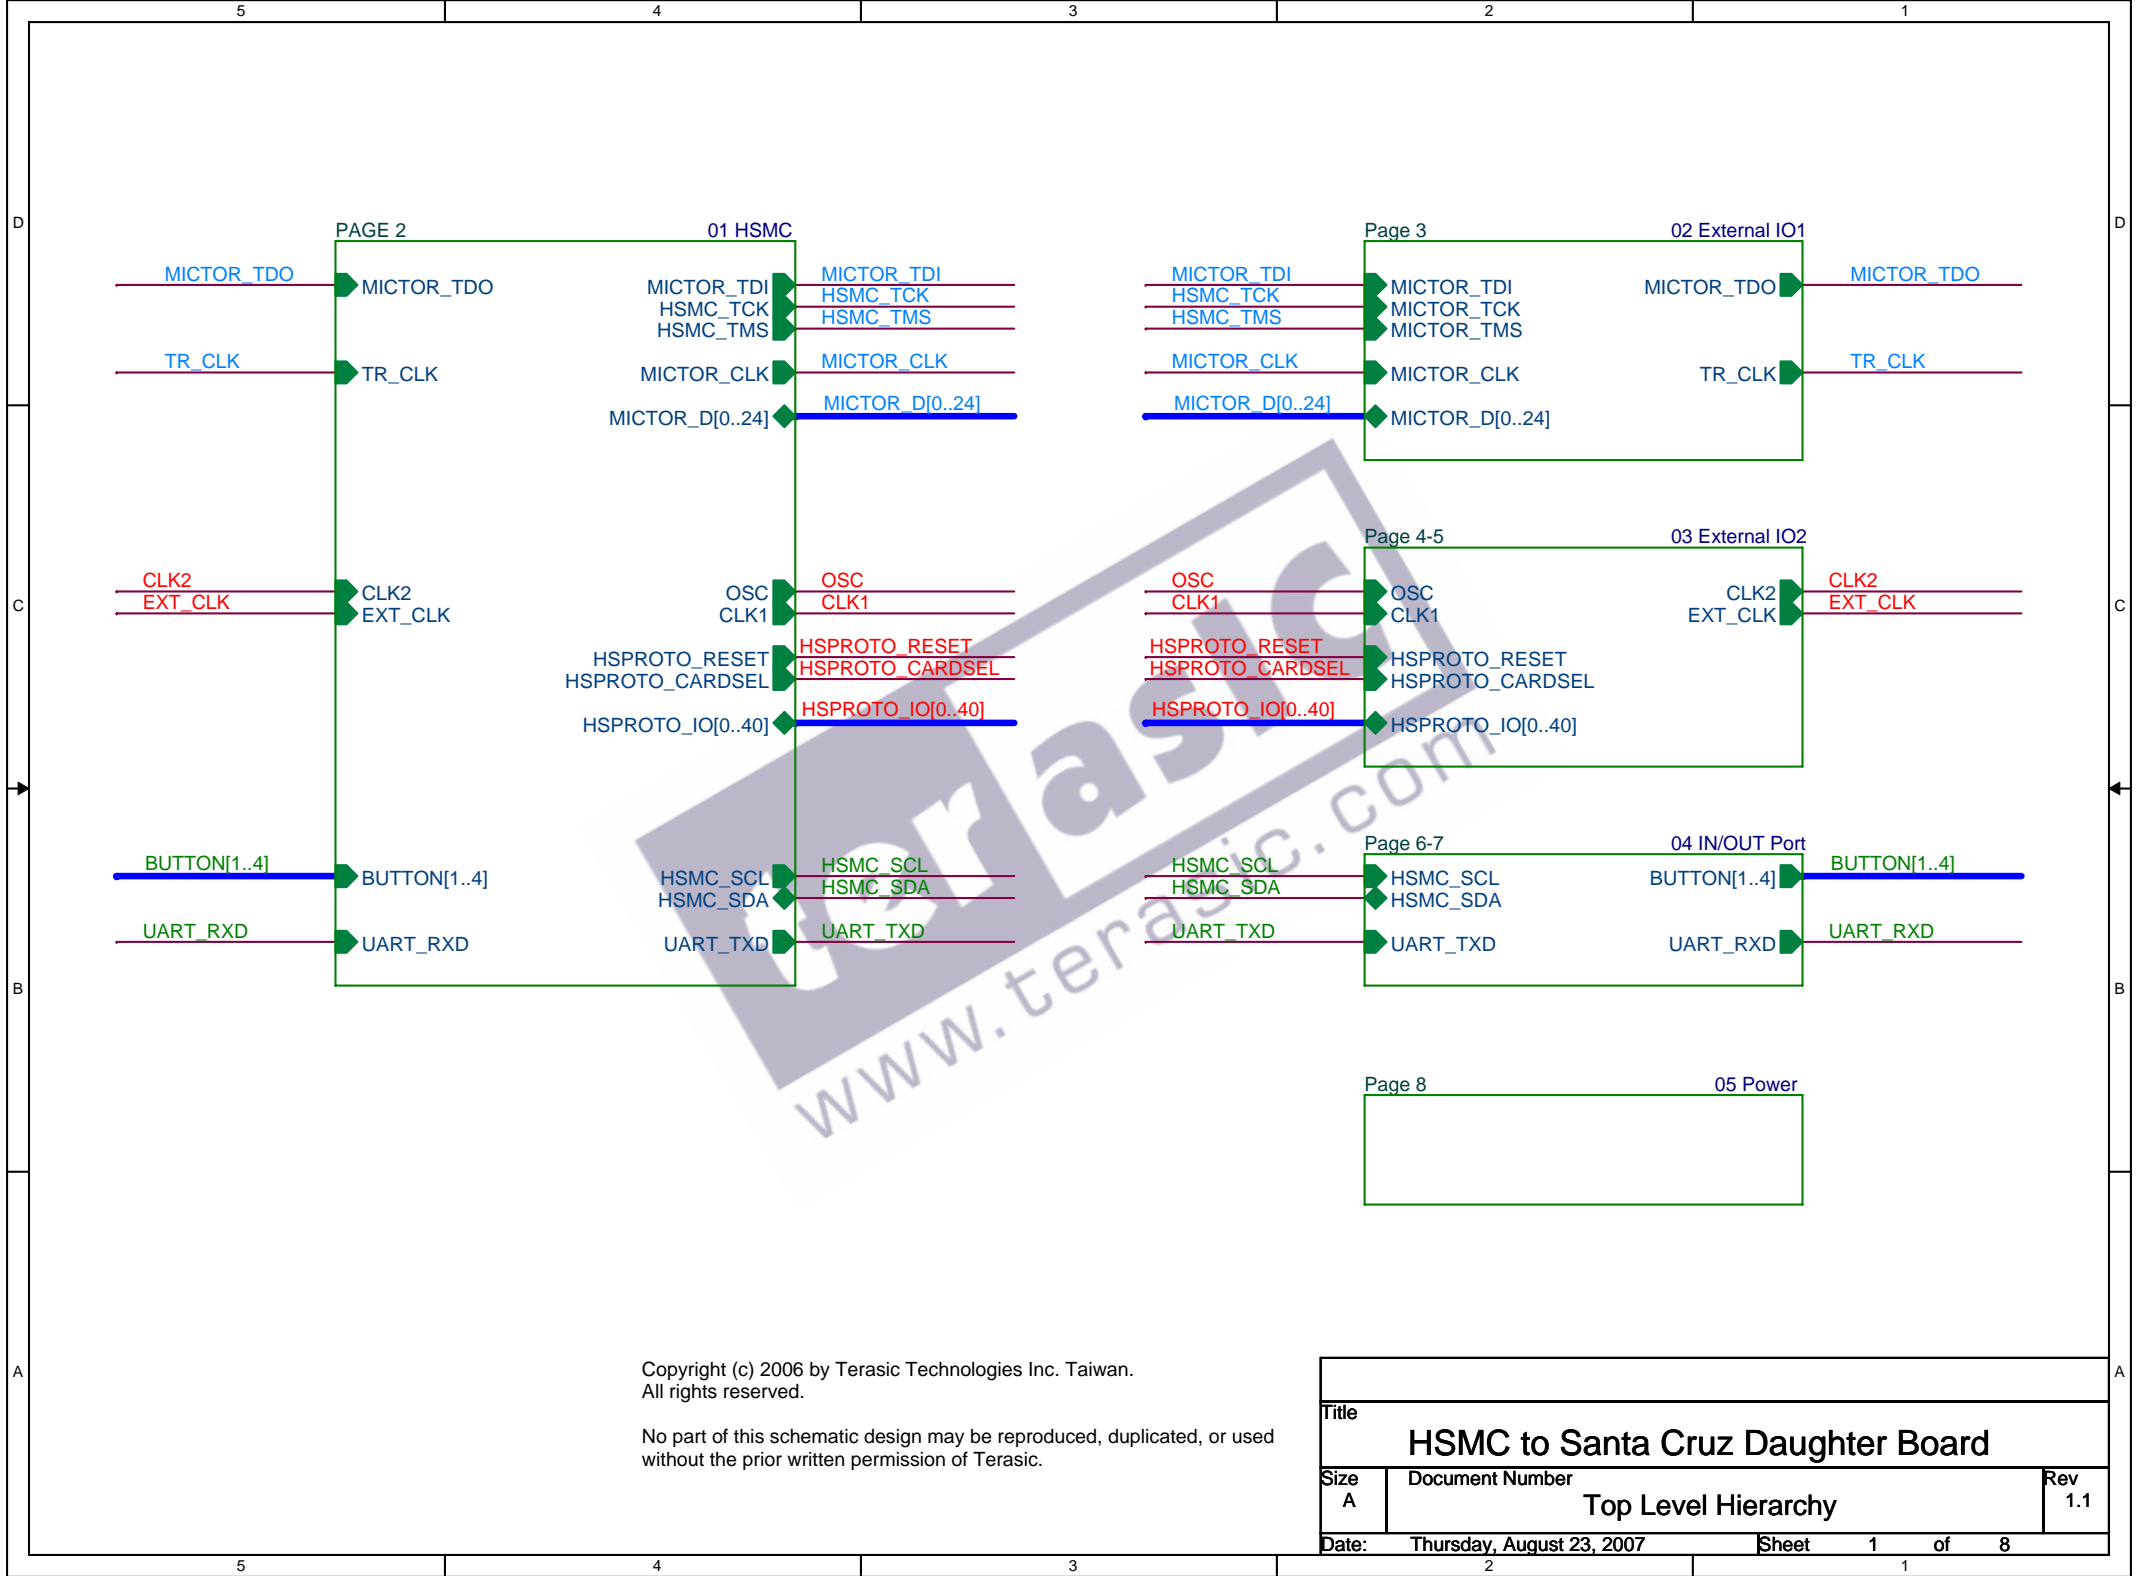 5 4 3 2 1
D D
C C
B B
A A
PAGE 2 01 HSMC
MICTOR_TDO
MICTOR_TDO
TR_CLK
TR_CLK
CLK2
EXT_CLK
CLK2
EXT_CLK
BUTTON[1..4]
BUTTON[1..4]
UART_RXD
UART_RXD
MICTOR_TDI
HSMC_TCK
HSMC_TMS
MICTOR_CLK
MICTOR_D[0..24]
OSC
CLK1
HSPROTO_RESET
HSPROTO_CARDSEL
HSPROTO_IO[0..40]
HSMC_SCL
HSMC_SDA
UART_TXD
MICTOR_TDI
HSMC_TCK
HSMC_TMS
MICTOR_CLK
MICTOR_D[0..24]
OSC
CLK1
HSPROTO_RESET
HSPROTO_CARDSEL
HSPROTO_IO[0..40]
HSMC_SCL
HSMC_SDA
UART_TXD
Page 3 02 External IO1
MICTOR_TDI
HSMC_TCK
HSMC_TMS
MICTOR_CLK
MICTOR_D[0..24]
MICTOR_TDI
MICTOR_TCK
MICTOR_TMS
MICTOR_CLK
MICTOR_D[0..24]
MICTOR_TDO
TR_CLK
MICTOR_TDO
TR_CLK
Page 4-5 03 External IO2
OSC
CLK1
HSPROTO_RESET
HSPROTO_CARDSEL
HSPROTO_IO[0..40]
OSC
CLK1
HSPROTO_RESET
HSPROTO_CARDSEL
HSPROTO_IO[0..40]
CLK2
EXT_CLK
CLK2
EXT_CLK
Page 6-7 04 IN/OUT Port
HSMC_SCL
HSMC_SDA
UART_TXD
HSMC_SCL
HSMC_SDA
UART_TXD
BUTTON[1..4]
UART_RXD
BUTTON[1..4]
UART_RXD
Page 8 05 Power
terasic
www.terasic.com
Copyright (c) 2006 by Terasic Technologies Inc. Taiwan.
All rights reserved.
No part of this schematic design may be reproduced, duplicated, or used
without the prior written permission of Terasic.
Title
HSMC to Santa Cruz Daughter Board
Size Document Number Rev
A Top Level Hierarchy 1.1
Date: Thursday, August 23, 2007 Sheet 1 of 8
5 4 3 2 1